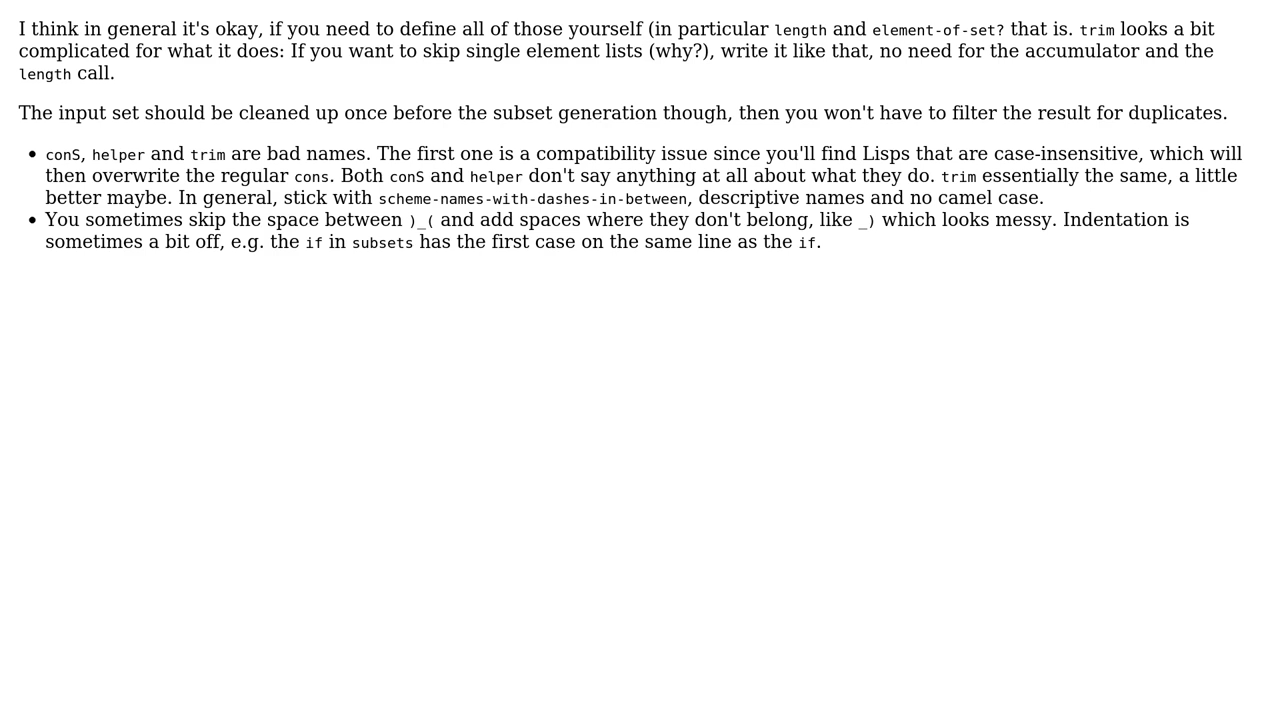 I think in general it's okay, if you need to define all of those yourself (in particular length and element-of-set? that is. trim looks a bit
complicated for what it does: If you want to skip single element lists (why?), write it like that, no need for the accumulator and the
length call.
The input set should be cleaned up once before the subset generation though, then you won't have to filter the result for duplicates.
• conS, helper and trim are bad names. The first one is a compatibility issue since you'll find Lisps that are case-insensitive, which will
then overwrite the regular cons. Both conS and helper don't say anything at all about what they do. trim essentially the same, a little
better maybe. In general, stick with scheme-names-with-dashes-in-between, descriptive names and no camel case.
• You sometimes skip the space between )_( and add spaces where they don't belong, like _) which looks messy. Indentation is
sometimes a bit off, e.g. the if in subsets has the first case on the same line as the if.